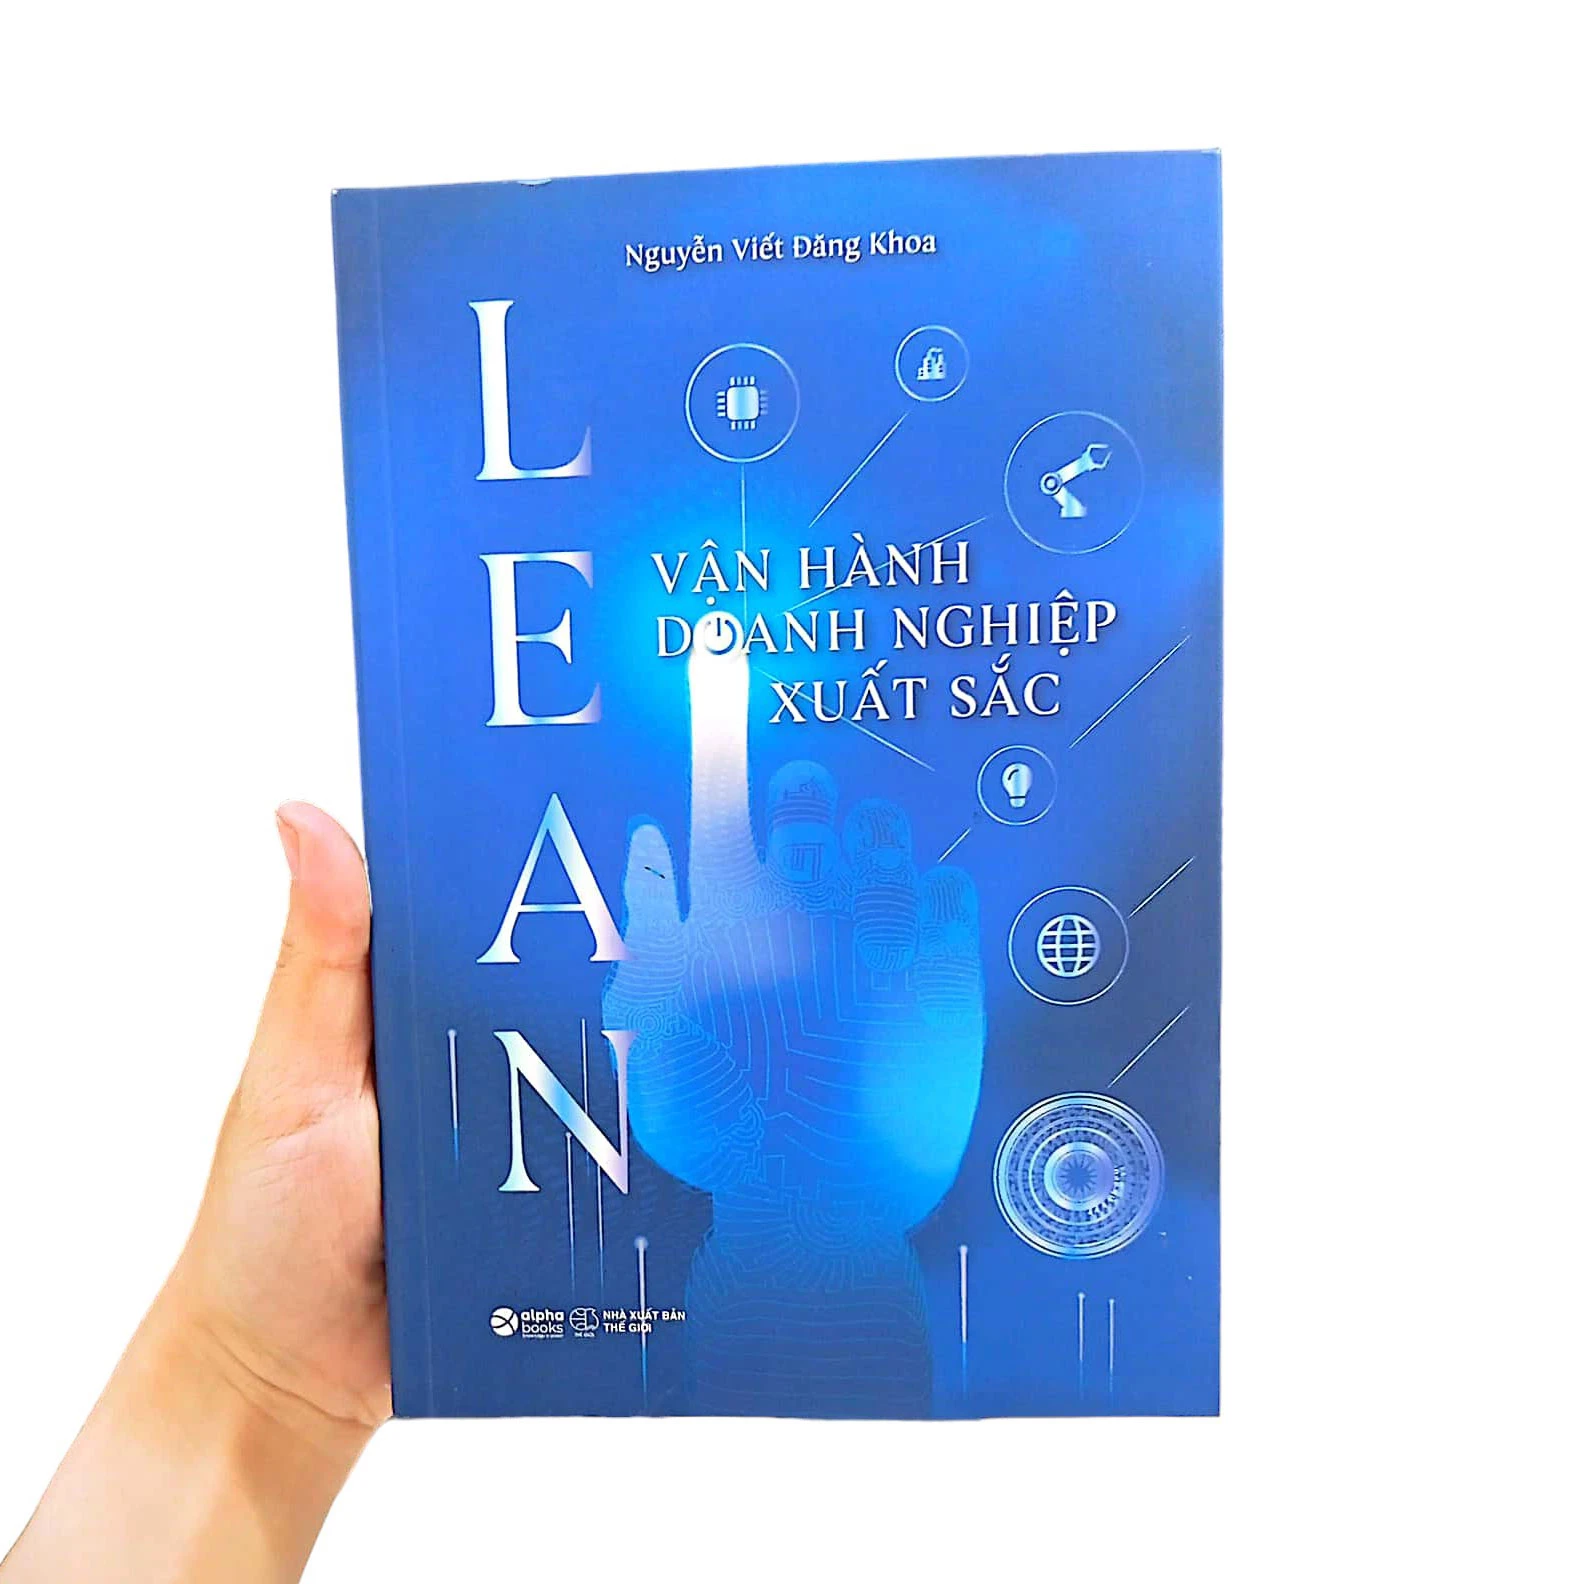 Nguyễn Viết Đăng Khoa
LEAN
VẬN HÀNH
DOANH NGHIỆP
XUẤT SẮC
alpha books
NHÀ XUẤT BẢN
THẾ GIỚI